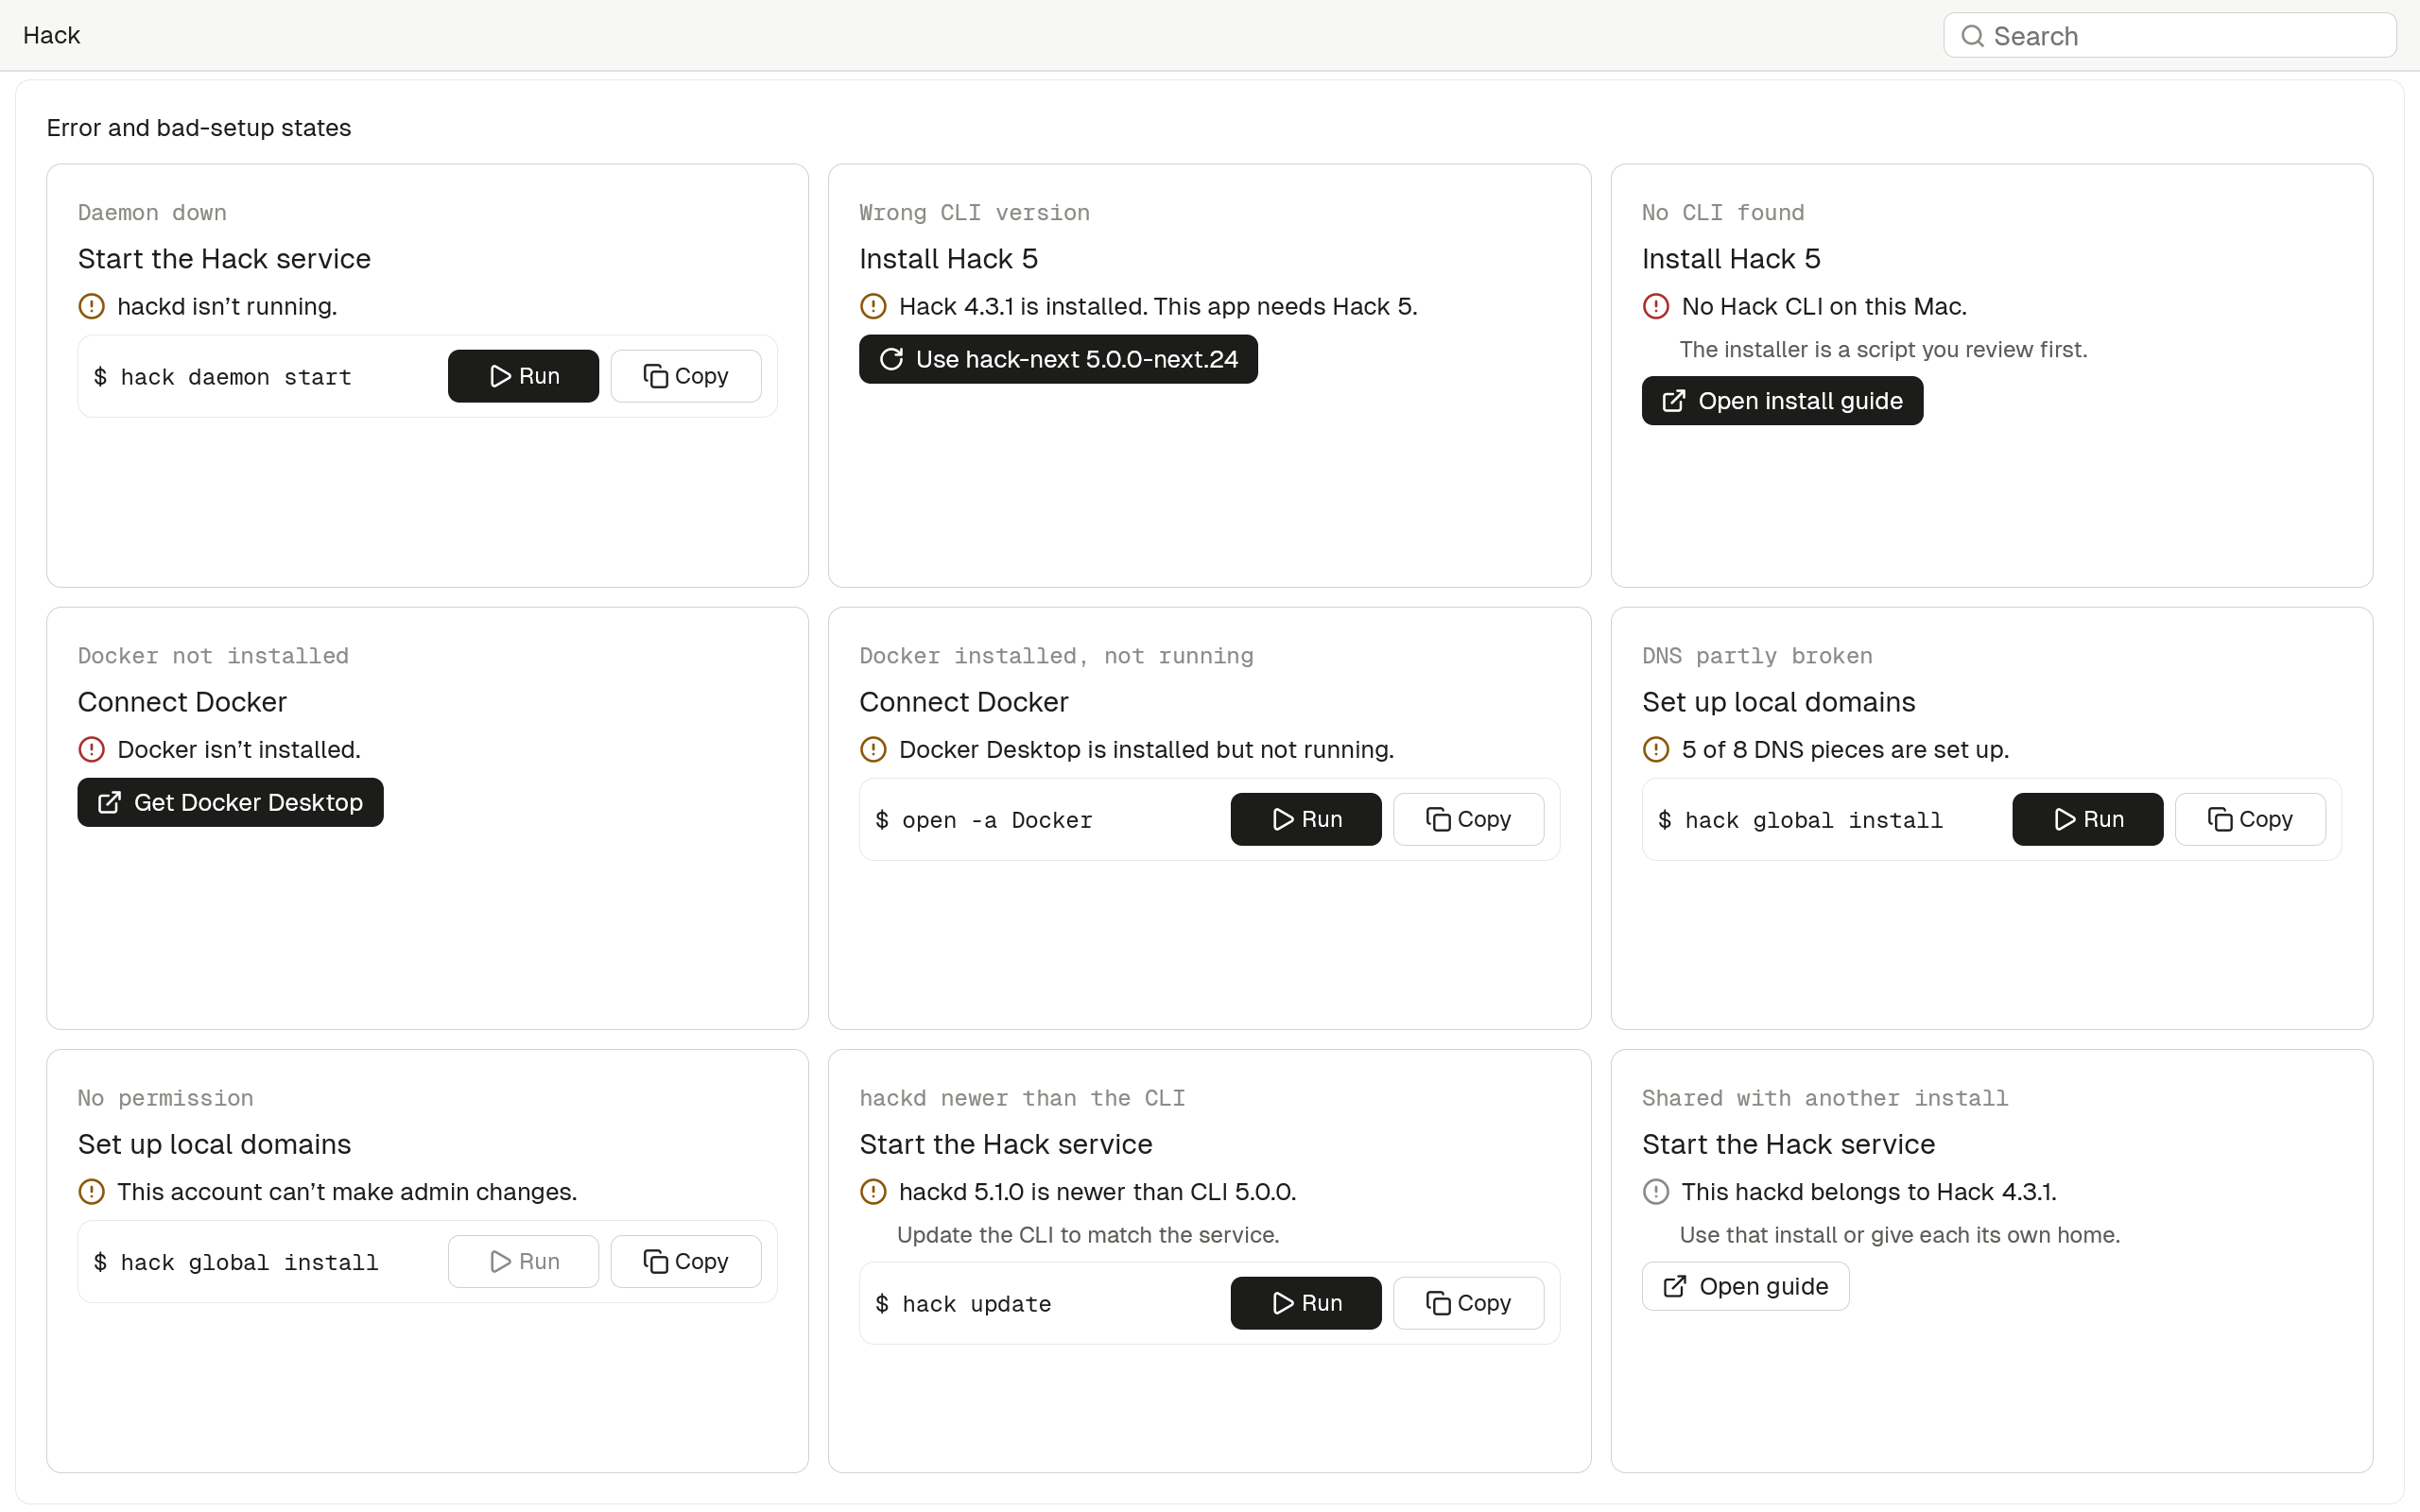 Hack
Search
Error and bad-setup states
Daemon down
Start the Hack service
hackd isn’t running.
$ hack daemon start
Run
Copy
Wrong CLI version
Install Hack 5
Hack 4.3.1 is installed. This app needs Hack 5.
Use hack-next 5.0.0-next.24
No CLI found
Install Hack 5
No Hack CLI on this Mac.
The installer is a script you review first.
Open install guide
Docker not installed
Connect Docker
Docker isn’t installed.
Get Docker Desktop
Docker installed, not running
Connect Docker
Docker Desktop is installed but not running.
$ open -a Docker
Run
Copy
DNS partly broken
Set up local domains
5 of 8 DNS pieces are set up.
$ hack global install
Run
Copy
No permission
Set up local domains
This account can’t make admin changes.
$ hack global install
Run
Copy
hackd newer than the CLI
Start the Hack service
hackd 5.1.0 is newer than CLI 5.0.0.
Update the CLI to match the service.
$ hack update
Run
Copy
Shared with another install
Start the Hack service
This hackd belongs to Hack 4.3.1.
Use that install or give each its own home.
Open guide